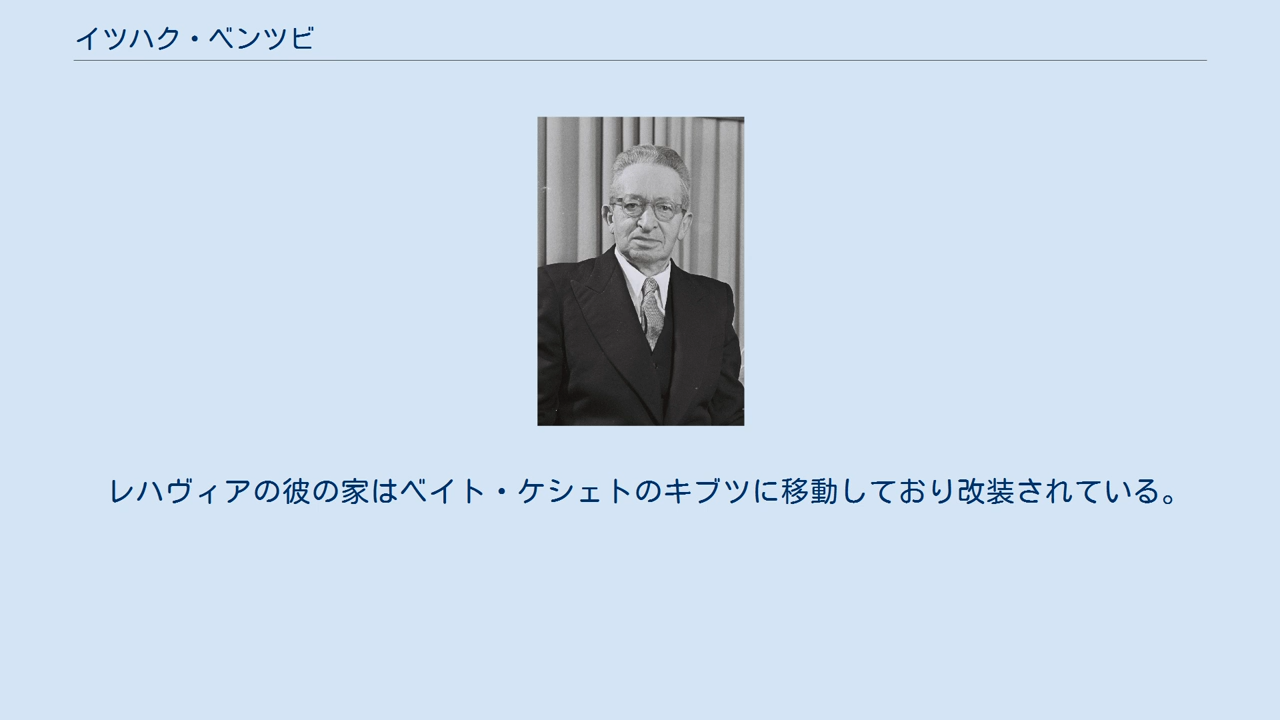 イツハク・ベンツビ
レハヴィアの彼の家はベイト・ケシェトのキブツに移動しており改装されている。